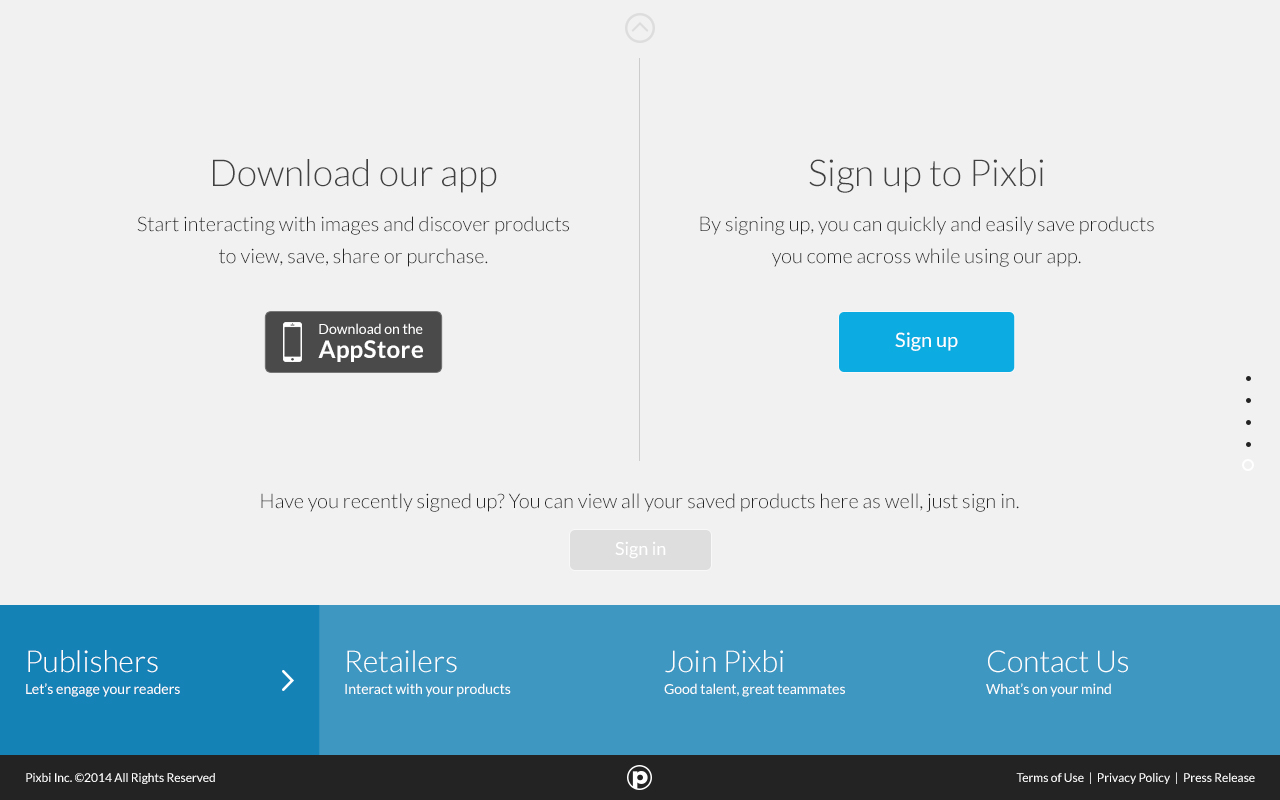 Download our app
Start interacting with images and discover products
to view, save, share or purchase.
Download on the
AppStore
Sign up to Pixbi
By signing up, you can quickly and easily save products
you come across while using our app.
Sign up
Have you recently signed up? You can view all your saved products here as well, just sign in.
Sign in
Publishers
Let's engage your readers
Retailers
Interact with your products
Join Pixbi
Good talent, great teammates
Contact Us
What's on your mind
Pixbi Inc. ©2014 All Rights Reserved
p
Terms of Use | Privacy Policy | Press Release